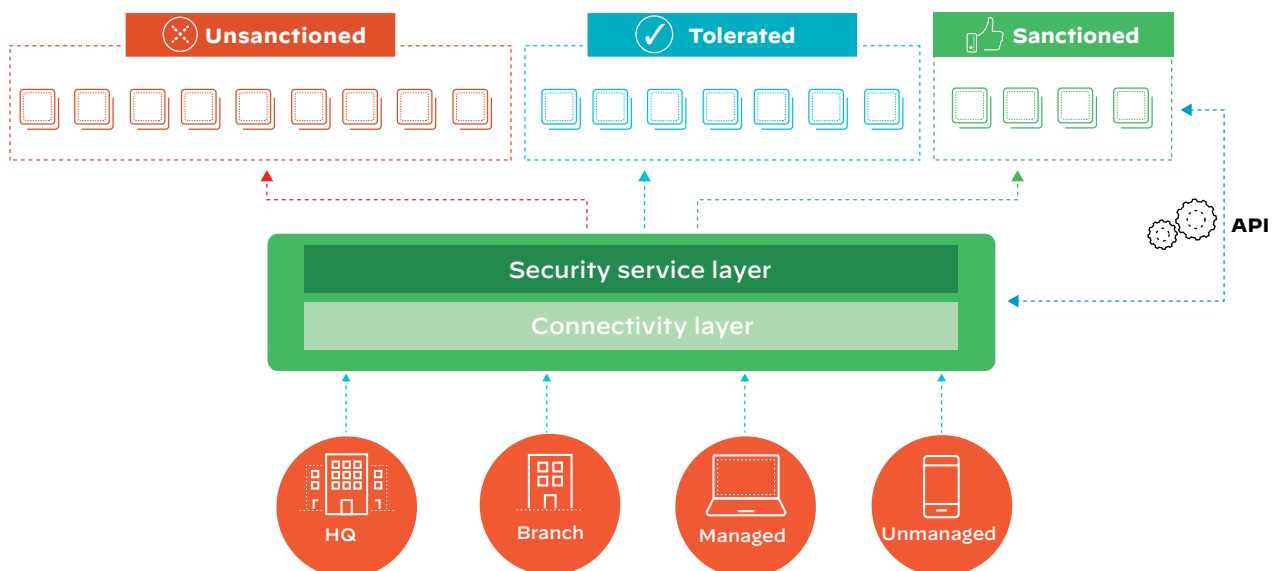 Unsanctioned
Tolerated
Sanctioned
API
Security service layer
Connectivity layer
HQ
Branch
Managed
Unmanaged